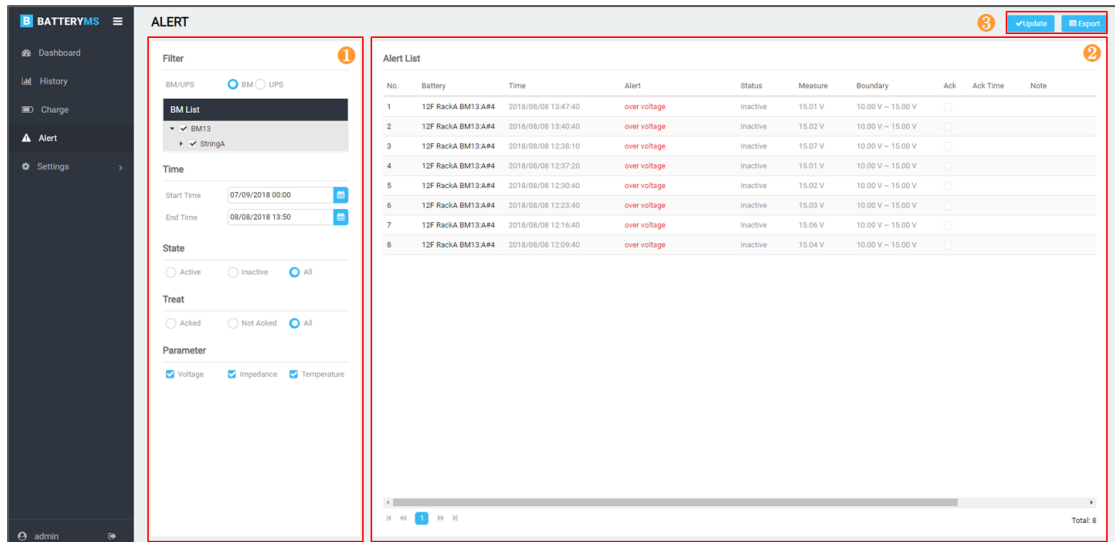 B BATTERYMS
ALERT
3
Update
Export
Dashboard
History
Charge
Alert
Settings
admin
Filter
1
BM/UPS BM UPS
BM List
BM13
StringA
Time
Start Time 07/09/2018 00:00
End Time 08/08/2018 13:50
State
Active Inactive All
Treat
Acked Not Acked All
Parameter
Voltage Impedance Temperature
Alert List
2
No. Battery Time Alert Status Measure Boundary Ack Ack Time Note
1 12F RackA BM13:A#4 2018/08/08 13:47:40 over voltage Inactive 15.01 V 10.00 V ~ 15.00 V
2 12F RackA BM13:A#4 2018/08/08 13:40:40 over voltage Inactive 15.02 V 10.00 V ~ 15.00 V
3 12F RackA BM13:A#4 2018/08/08 12:38:10 over voltage Inactive 15.07 V 10.00 V ~ 15.00 V
4 12F RackA BM13:A#4 2018/08/08 12:37:20 over voltage Inactive 15.01 V 10.00 V ~ 15.00 V
5 12F RackA BM13:A#4 2018/08/08 12:30:40 over voltage Inactive 15.02 V 10.00 V ~ 15.00 V
6 12F RackA BM13:A#4 2018/08/08 12:23:40 over voltage Inactive 15.03 V 10.00 V ~ 15.00 V
7 12F RackA BM13:A#4 2018/08/08 12:16:40 over voltage Inactive 15.06 V 10.00 V ~ 15.00 V
8 12F RackA BM13:A#4 2018/08/08 12:09:40 over voltage Inactive 15.04 V 10.00 V ~ 15.00 V
1
Total: 8